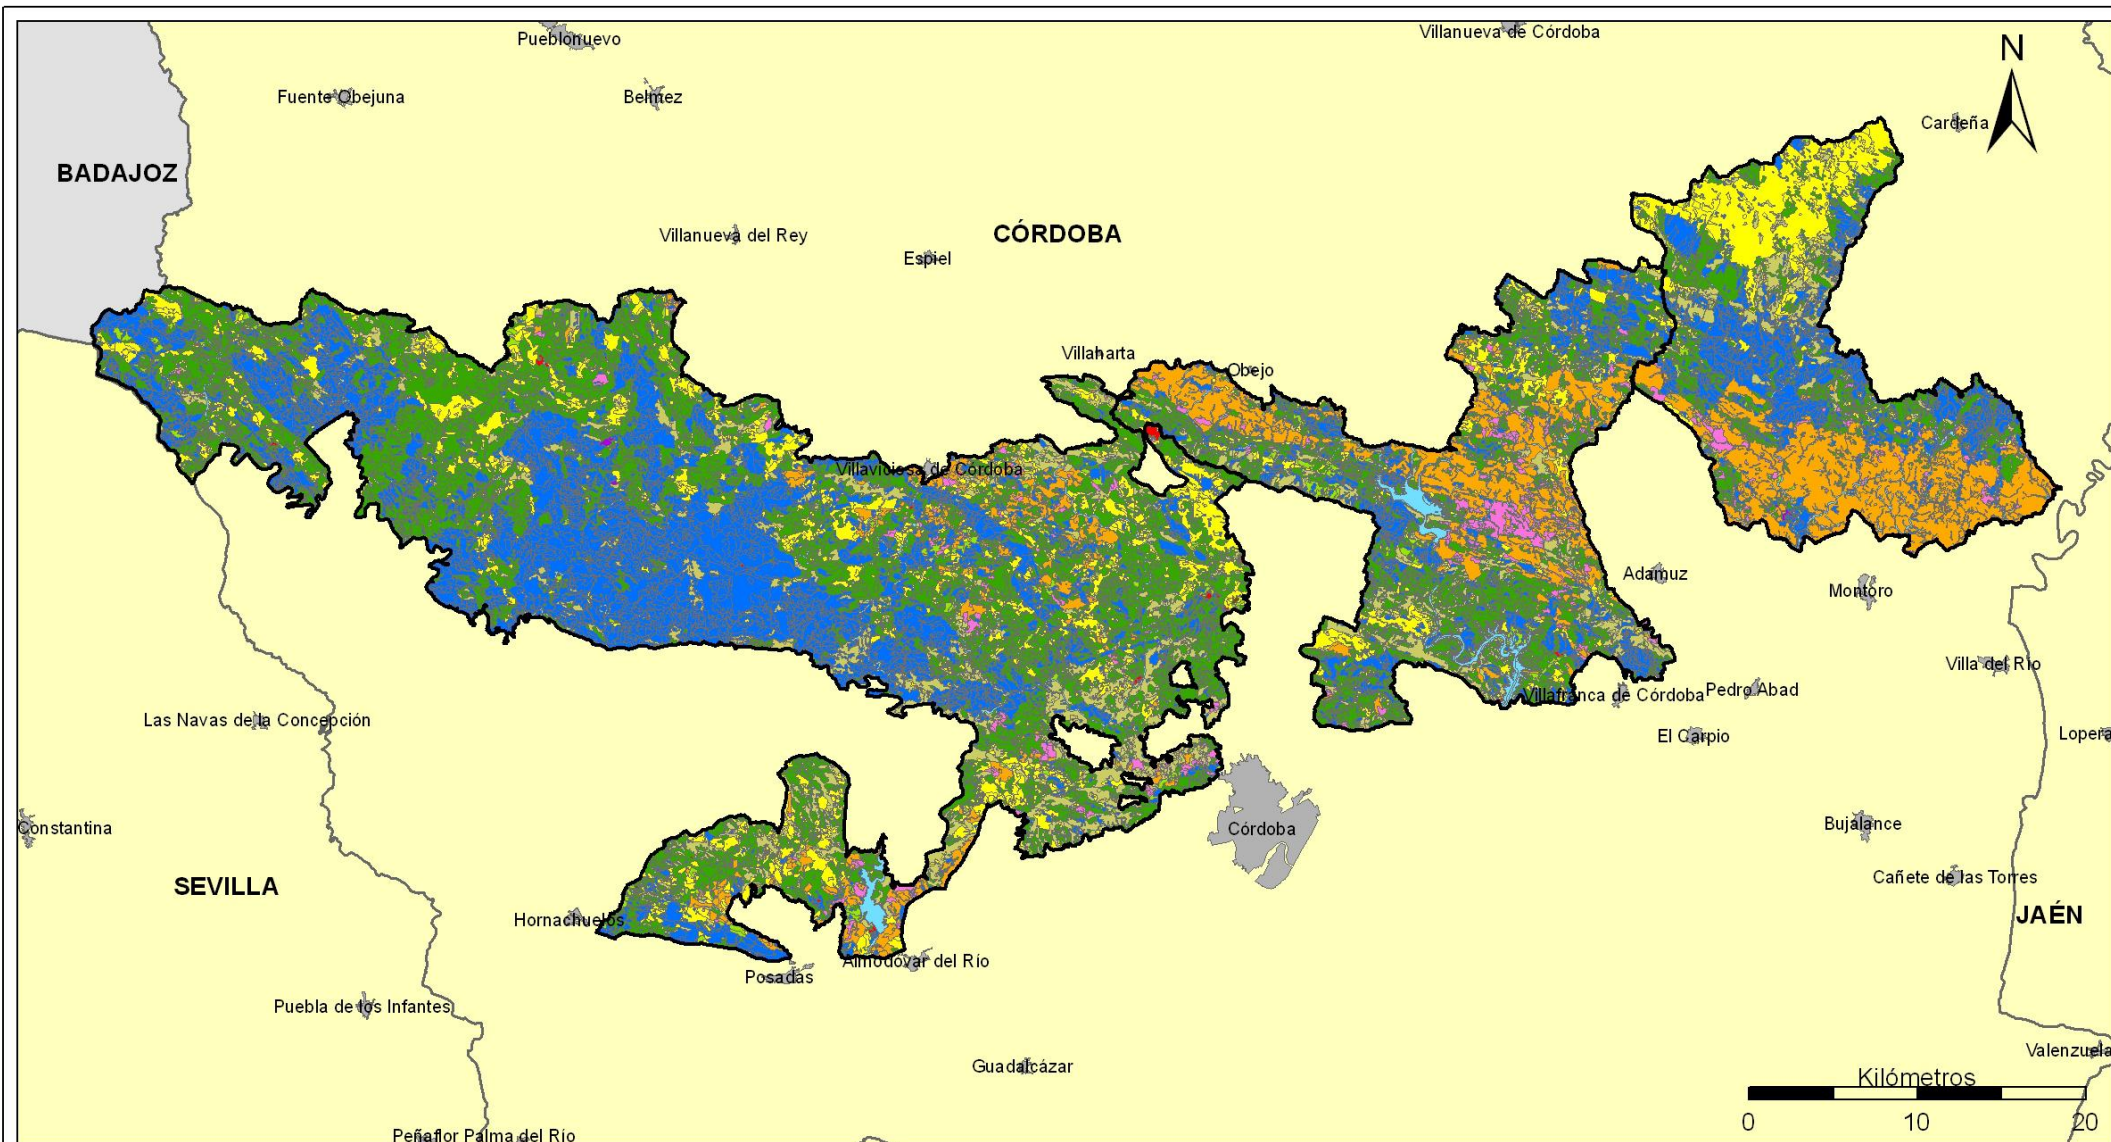 Pueblonuevo
Villanueva de Córdoba
N
Fuente Obejuna
Belmez
Cardeña
BADAJOZ
Villanueva del Rey
CÓRDOBA
Espiel
Villaharta
Obejo
Villaviciosa de Córdoba
Adamuz
Montoro
Villa del Río
Villafranca de Córdoba
Pedro Abad
Las Navas de la Concepción
El Carpio
Lopera
Constantina
Córdoba
Bujalance
Cañete de las Torres
SEVILLA
Hornachuelos
JAÉN
Almodóvar del Río
Posadas
Puebla de los Infantes
Guadalcázar
Valenzuela
Kilómetros
0 10 20
Peñaflor Palma del Río